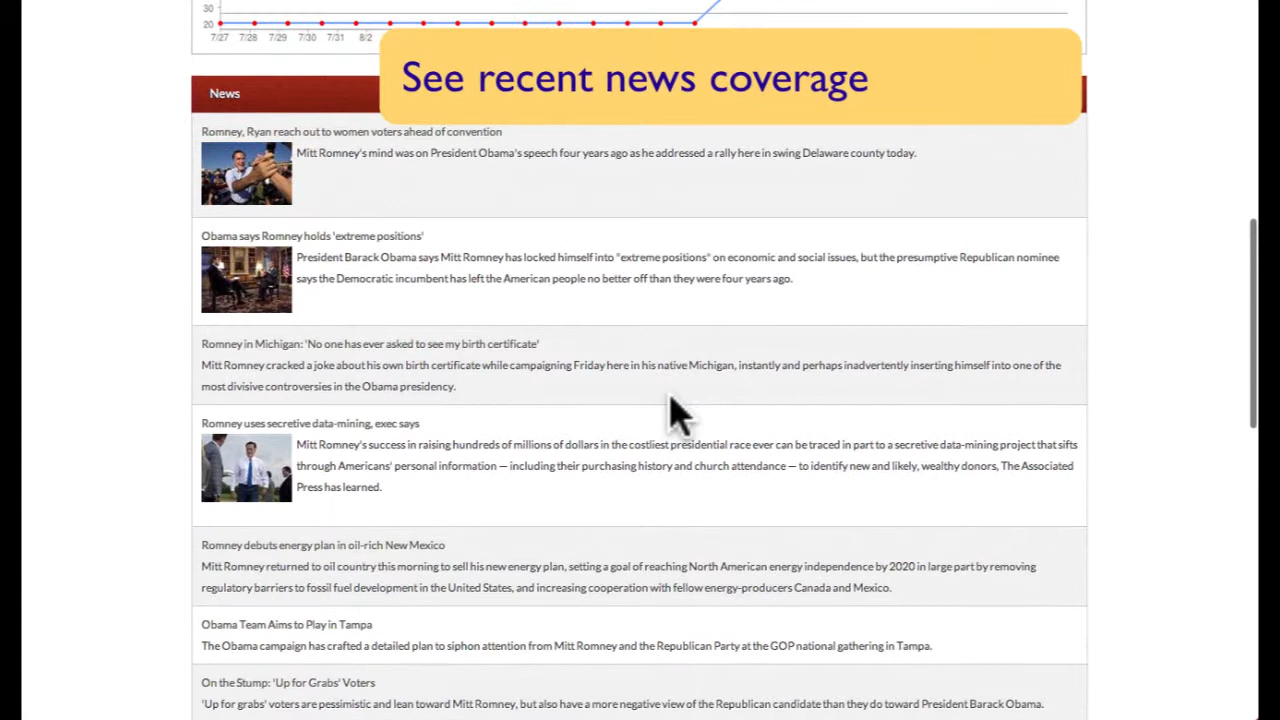 30
20
7/27 7/28 7/29 7/30 7/31 8/2
See recent news coverage
News
Romney, Ryan reach out to women voters ahead of convention
Mitt Romney's mind was on President Obama's speech four years ago as he addressed a rally here in swing Delaware county today.
Obama says Romney holds 'extreme positions'
President Barack Obama says Mitt Romney has locked himself into "extreme positions" on economic and social issues, but the presumptive Republican nominee
says the Democratic incumbent has left the American people no better off than they were four years ago.
Romney in Michigan: 'No one has ever asked to see my birth certificate'
Mitt Romney cracked a joke about his own birth certificate while campaigning Friday here in his native Michigan, instantly and perhaps inadvertently inserting himself into one of the
most divisive controversies in the Obama presidency.
Romney uses secretive data-mining, exec says
Mitt Romney's success in raising hundreds of millions of dollars in the costliest presidential race ever can be traced in part to a secretive data-mining project that sifts
through Americans' personal information — including their purchasing history and church attendance — to identify new and likely, wealthy donors, The Associated
Press has learned.
Romney debuts energy plan in oil-rich New Mexico
Mitt Romney returned to oil country this morning to sell his new energy plan, setting a goal of reaching North American energy independence by 2020 in large part by removing
regulatory barriers to fossil fuel development in the United States, and increasing cooperation with fellow energy-producers Canada and Mexico.
Obama Team Aims to Play in Tampa
The Obama campaign has crafted a detailed plan to siphon attention from Mitt Romney and the Republican Party at the GOP national gathering in Tampa.
On the Stump: 'Up for Grabs' Voters
'Up for grabs' voters are pessimistic and lean toward Mitt Romney, but also have a more negative view of the Republican candidate than they do toward President Barack Obama.